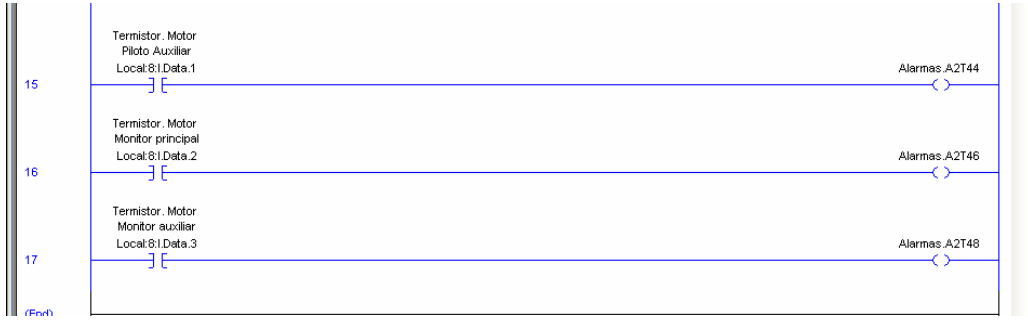 Termistor. Motor
Piloto Auxiliar
Local:8:I.Data.1
Alarmas.A2T44
15
Termistor. Motor
Monitor principal
Local:8:I.Data.2
Alarmas.A2T46
16
Termistor. Motor
Monitor auxiliar
Local:8:I.Data.3
Alarmas.A2T48
17
(End)